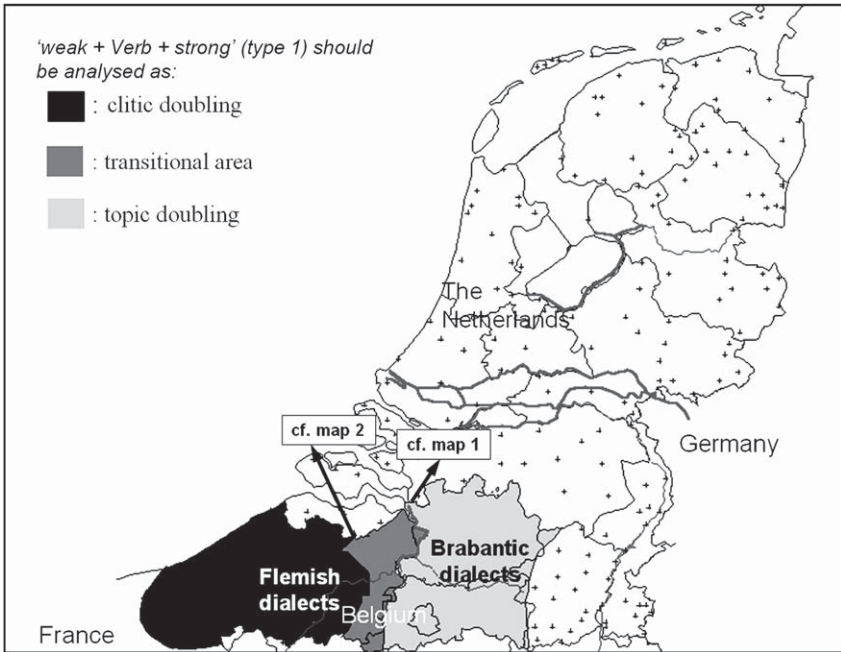 'weak + Verb + strong' (type 1) should
be analysed as:
: clitic doubling
: transitional area
: topic doubling
The
Netherlands
cf. map 2
cf. map 1
Germany
Flemish
dialects
Brabantic
dialects
Belgium
France